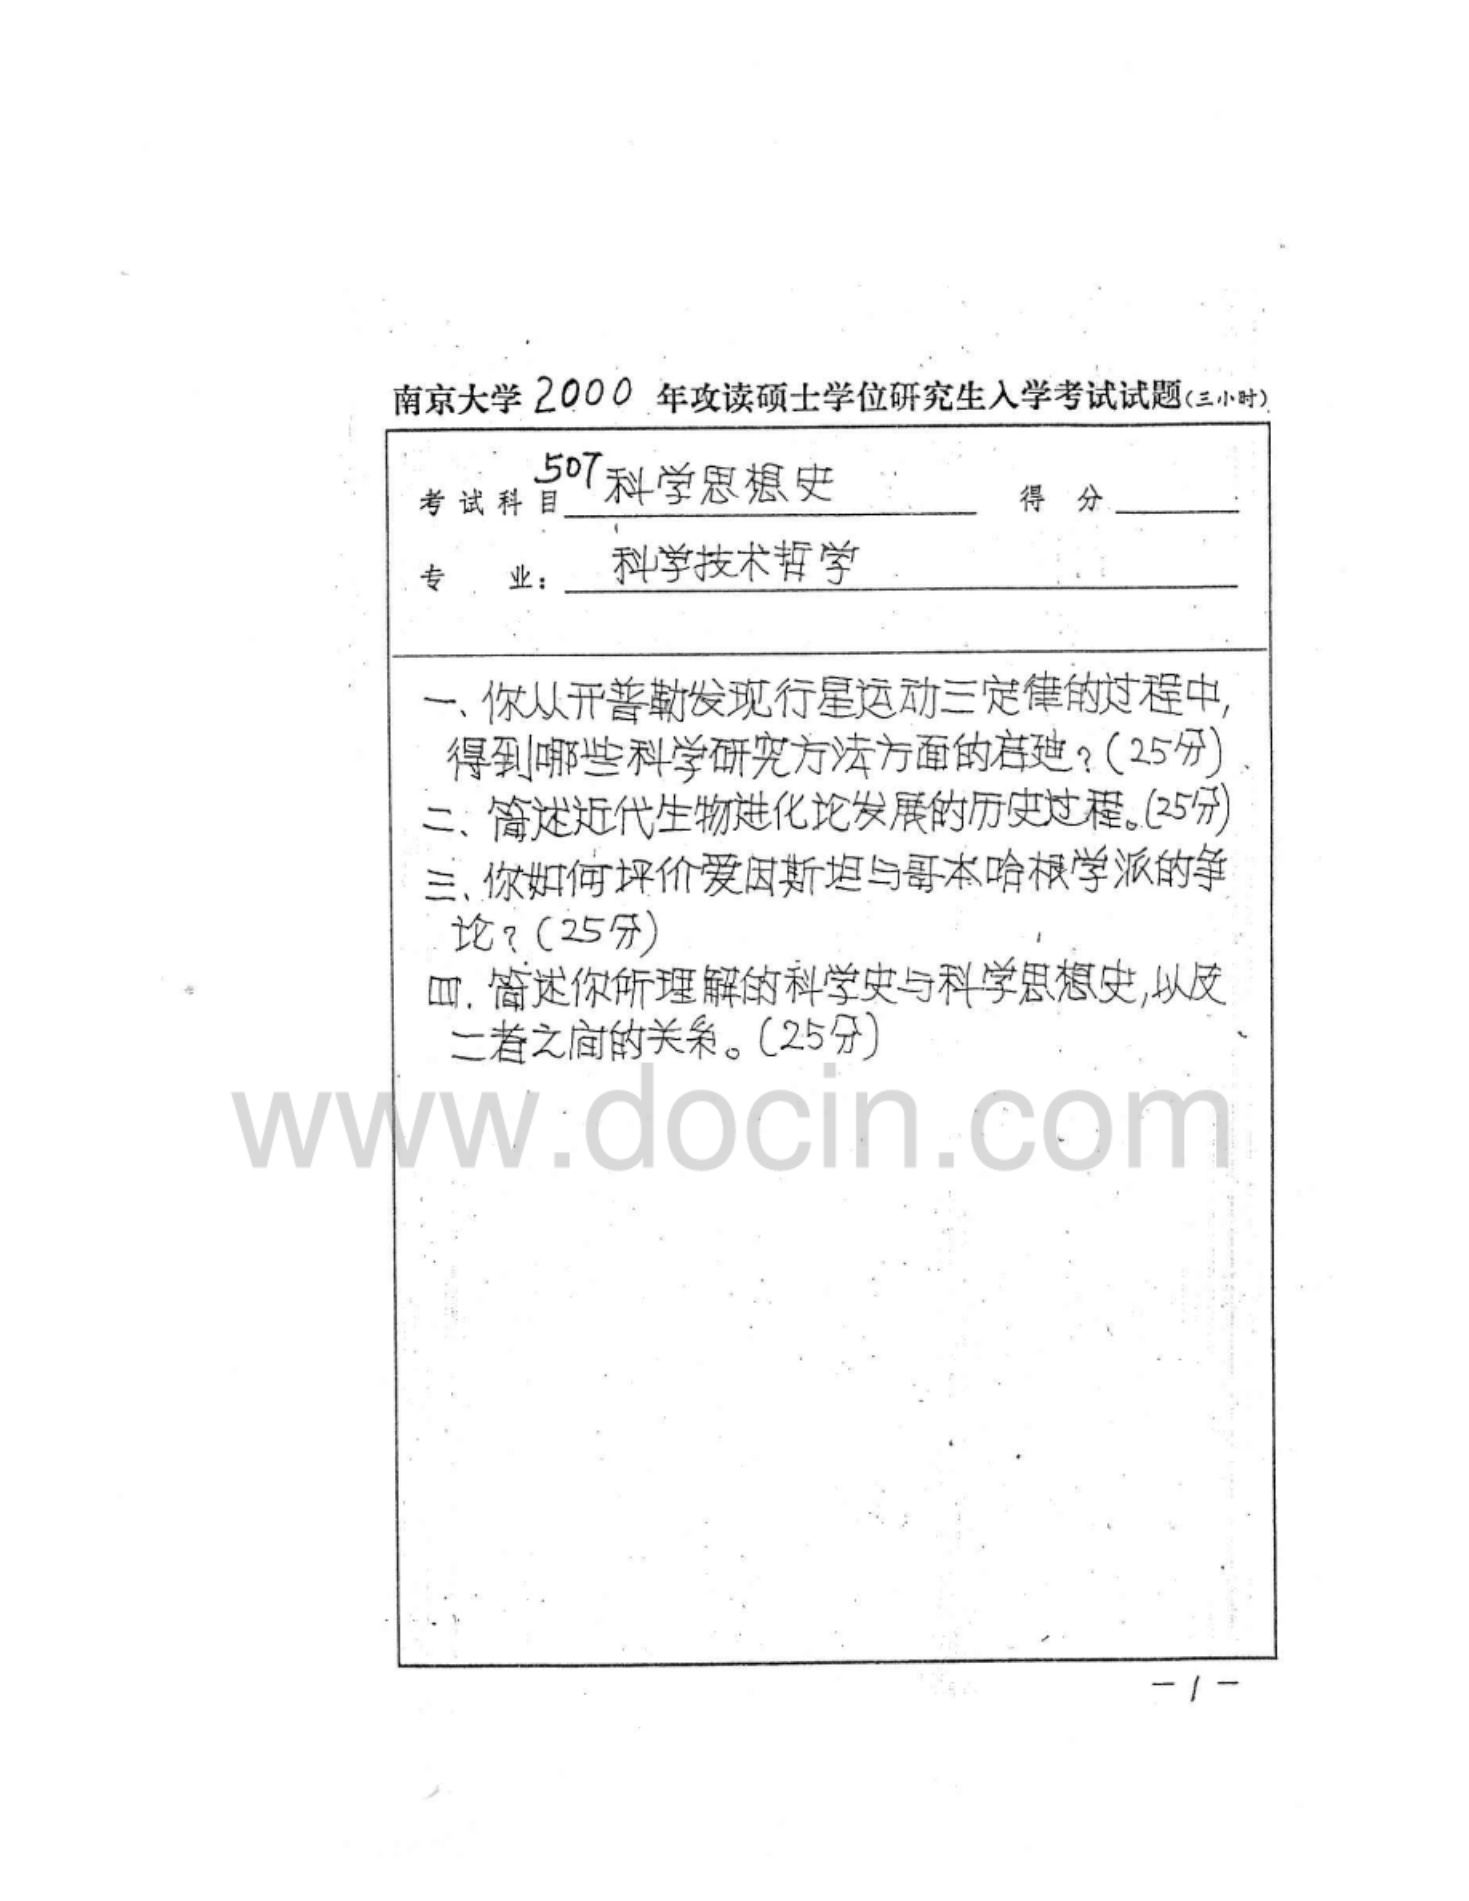 南京大学 2000 年攻读硕士学位研究生入学考试试题(三小时)
考试科目 507 科学思想史 得 分
专 业: 科学技术哲学
一、你从开普勒发现行星运动三定律的过程中,
得到哪些科学研究方法方面的启迪?(25分)
二、简述近代生物进化论发展的历史过程。(25分)
三、你如何评价爱因斯坦与哥本哈根学派的争
论?(25分)
四.简述你所理解的科学史与科学思想史,以及
二者之间的关系。(25分)
www.docin.com
-1-